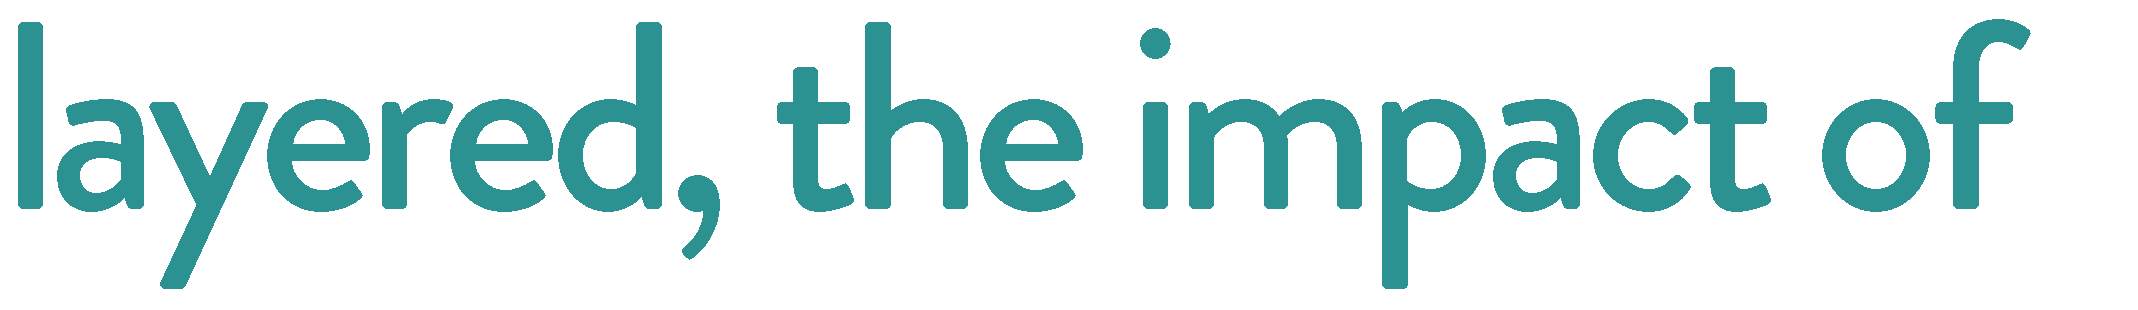 layered, the impact of